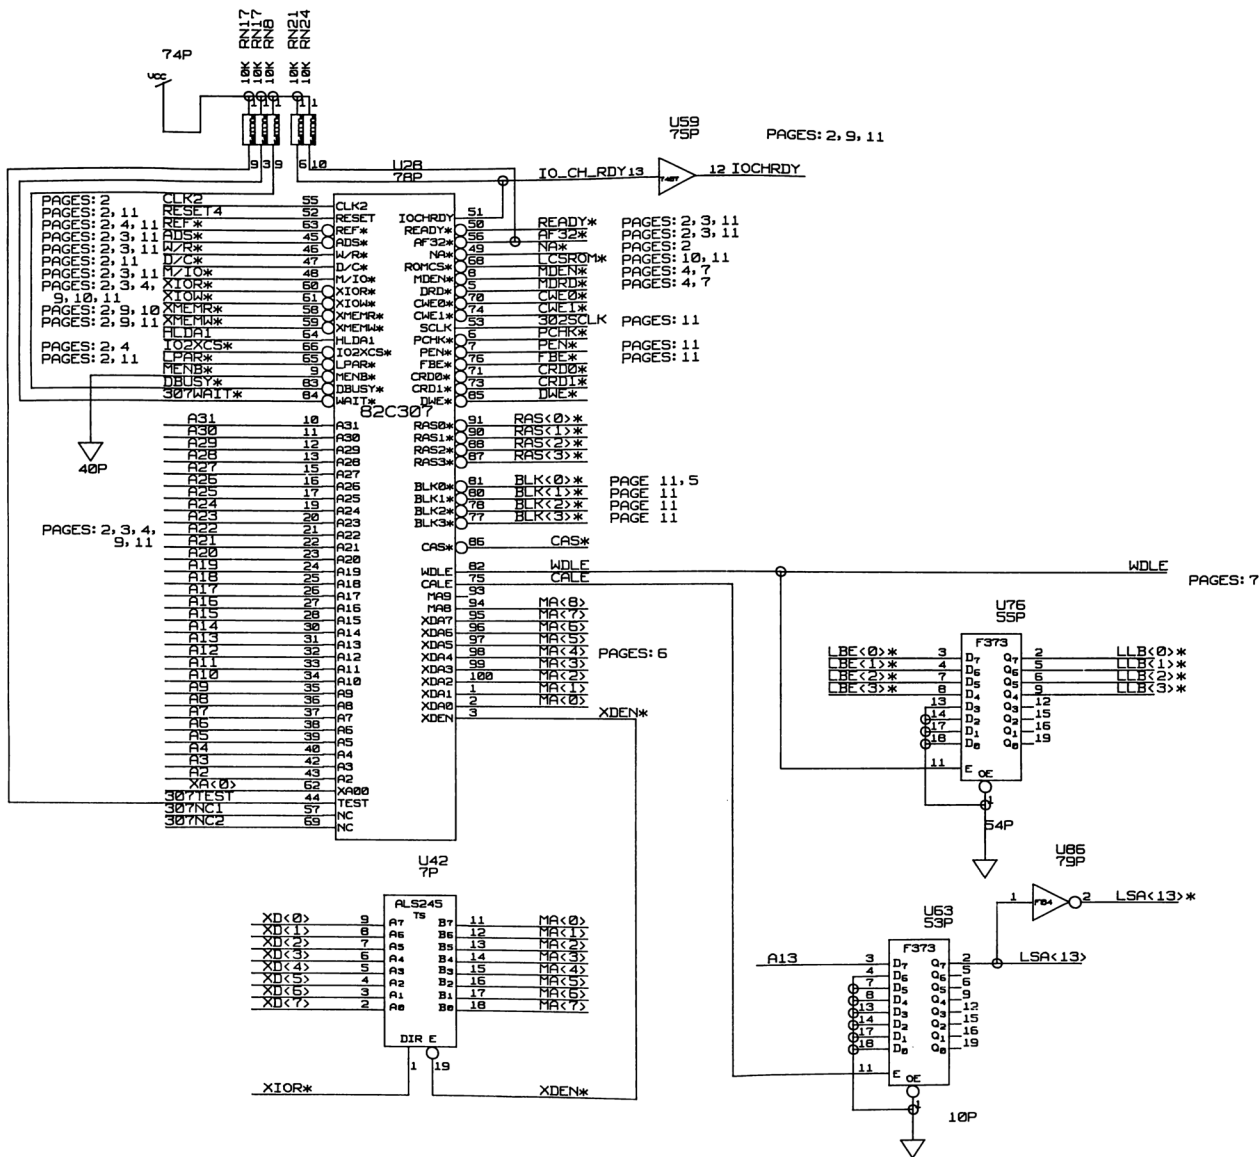 10K RN17
10K RN17
10K RN8
10K RN21
10K RN24
74P
VCC
1 1 1 1 1
9 3 9 6 10
U28
78P
U59
75P
PAGES: 2, 9, 11
IO_CH_RDY 13 7407 12 IOCHRDY
PAGES: 2 CLK2 55 CLK2
PAGES: 2, 11 RESET4 52 RESET IOCHRDY 51
PAGES: 2, 4, 11 REF* 63 REF* READY* 50 READY* PAGES: 2, 3, 11
PAGES: 2, 3, 11 ADS* 45 ADS* AF32* 56 AF32* PAGES: 2, 3, 11
PAGES: 2, 3, 11 W/R* 46 W/R* NA* 49 NA* PAGES: 2
PAGES: 2, 11 D/C* 47 D/C* ROMCS* 68 LCSROM* PAGES: 10, 11
PAGES: 2, 3, 11 M/IO* 48 M/IO* MDEN* 8 MDEN* PAGES: 4, 7
PAGES: 2, 3, 4, XIOR* 60 XIOR* DRD* 5 MDRD* PAGES: 4, 7
9, 10, 11 XIOW* 61 XIOW* CWE0* 70 CWE0*
PAGES: 2, 9, 10 XMEMR* 58 XMEMR* CWE1* 74 CWE1*
PAGES: 2, 9, 11 XMEMW* 59 XMEMW* SCLK 53 302SCLK PAGES: 11
HLDA1 64 HLDA1 PCHK* 6 PCHK*
PAGES: 2, 4 IO2XCS* 66 IO2XCS* PEN* 7 PEN* PAGES: 11
PAGES: 2, 11 LPAR* 65 LPAR* FBE* 76 FBE* PAGES: 11
MENB* 9 MENB* CRD0* 71 CRD0*
DBUSY* 83 DBUSY* CRD1* 73 CRD1*
307WAIT* 84 WAIT* DWE* 85 DWE*
82C307
40P
A31 10 A31 RAS0* 91 RAS<0>*
A30 11 A30 RAS1* 90 RAS<1>*
A29 12 A29 RAS2* 88 RAS<2>*
A28 13 A28 RAS3* 87 RAS<3>*
A27 15 A27
A26 16 A26 BLK0* 81 BLK<0>* PAGE 11, 5
A25 17 A25 BLK1* 80 BLK<1>* PAGE 11
A24 19 A24 BLK2* 78 BLK<2>* PAGE 11
A23 20 A23 BLK3* 77 BLK<3>* PAGE 11
PAGES: 2, 3, 4, A22 21 A22
9, 11 A21 22 A21 CAS* 86 CAS*
A20 23 A20
A19 24 A19 WDLE 82 WDLE WDLE
A18 25 A18 CALE 75 CALE PAGES: 7
A17 26 A17 MA9 93
A16 27 A16 MA8 94 MA<8>
A15 28 A15 XDA7 95 MA<7>
A14 30 A14 XDA6 96 MA<6>
A13 31 A13 XDA5 97 MA<5>
A12 32 A12 XDA4 98 MA<4> PAGES: 6
A11 33 A11 XDA3 99 MA<3>
A10 34 A10 XDA2 100 MA<2>
A9 35 A9 XDA1 1 MA<1>
A8 36 A8 XDA0 2 MA<0>
A7 37 A7 XDEN 3 XDEN*
A6 38 A6
A5 39 A5
A4 40 A4
A3 42 A3
A2 43 A2
XA<0> 62 XA00
307TEST 44 TEST
307NC1 57 NC
307NC2 69 NC
U76
55P
F373
LBE<0>* 3 D7 Q7 2 LLB<0>*
LBE<1>* 4 D6 Q6 5 LLB<1>*
LBE<2>* 7 D5 Q5 6 LLB<2>*
LBE<3>* 8 D4 Q4 9 LLB<3>*
13 D3 Q3 12
14 D2 Q2 15
17 D1 Q1 16
18 D0 Q0 19
11 E
OE
1
54P
U86
79P
1 F04 2 LSA<13>*
U42
7P
ALS245
TS
XD<0> 9 A7 B7 11 MA<0>
XD<1> 8 A6 B6 12 MA<1>
XD<2> 7 A5 B5 13 MA<2>
XD<3> 6 A4 B4 14 MA<3>
XD<4> 5 A3 B3 15 MA<4>
XD<5> 4 A2 B2 16 MA<5>
XD<6> 3 A1 B1 17 MA<6>
XD<7> 2 A0 B0 18 MA<7>
DIR E
1 19
XIOR* XDEN*
U63
53P
F373
A13 3 D7 Q7 2 LSA<13>
4 D6 Q6 5
7 D5 Q5 6
8 D4 Q4 9
13 D3 Q3 12
14 D2 Q2 15
17 D1 Q1 16
18 D0 Q0 19
11 E
OE
1
10P